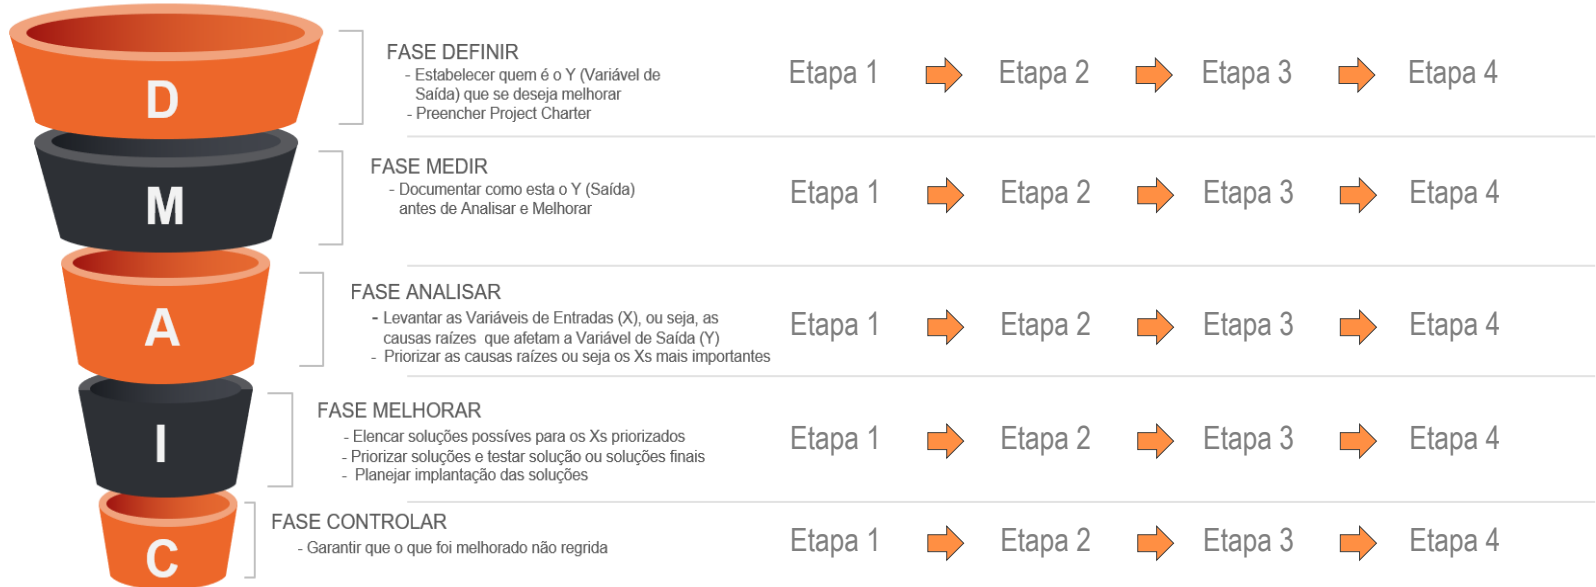 D
FASE DEFINIR
- Estabelecer quem é o Y (Variável de
Saída) que se deseja melhorar
- Preencher Project Charter
Etapa 1
Etapa 2
Etapa 3
Etapa 4
M
FASE MEDIR
- Documentar como esta o Y (Saída)
antes de Analisar e Melhorar
Etapa 1
Etapa 2
Etapa 3
Etapa 4
A
FASE ANALISAR
- Levantar as Variáveis de Entradas (X), ou seja, as
causas raízes que afetam a Variável de Saída (Y)
- Priorizar as causas raízes ou seja os Xs mais importantes
Etapa 1
Etapa 2
Etapa 3
Etapa 4
I
FASE MELHORAR
- Elencar soluções possíves para os Xs priorizados
- Priorizar soluções e testar solução ou soluções finais
- Planejar implantação das soluções
Etapa 1
Etapa 2
Etapa 3
Etapa 4
C
FASE CONTROLAR
- Garantir que o que foi melhorado não regrida
Etapa 1
Etapa 2
Etapa 3
Etapa 4